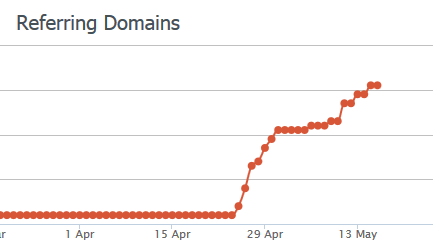 Referring Domains
1 Apr
15 Apr
29 Apr
13 May